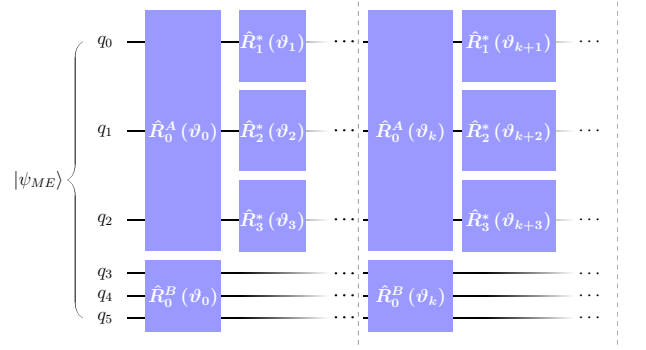 q₀ R̂₀ᴬ (ϑ₀) R̂₁* (ϑ₁) ··· R̂₀ᴬ (ϑₖ) R̂₁* (ϑₖ₊₁) ···
q₁ R̂₂* (ϑ₂) ··· R̂₂* (ϑₖ₊₂) ···
|ψ_ME⟩
q₂ R̂₃* (ϑ₃) ··· R̂₃* (ϑₖ₊₃) ···
q₃ ··· ···
q₄ R̂₀ᴮ (ϑ₀) ··· R̂₀ᴮ (ϑₖ) ···
q₅ ··· ···